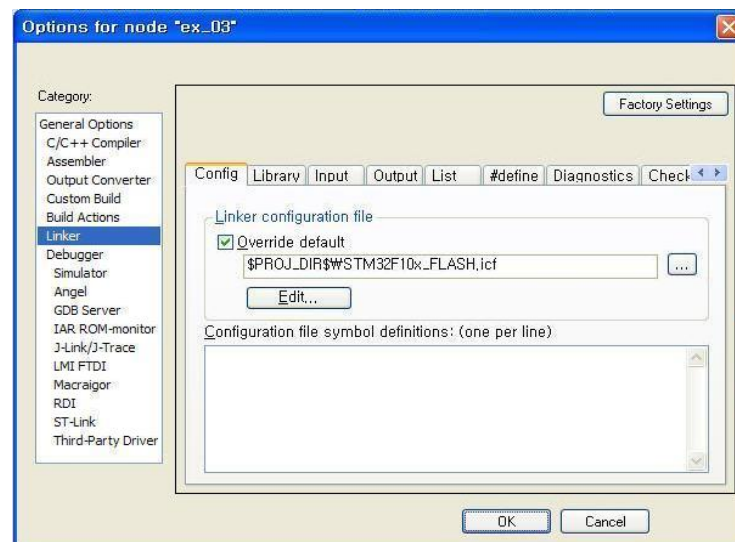 Options for node "ex_03"
Category:
Factory Settings
General Options
C/C++ Compiler
Assembler
Output Converter
Custom Build
Build Actions
Linker
Debugger
Simulator
Angel
GDB Server
IAR ROM-monitor
J-Link/J-Trace
LMI FTDI
Macraigor
RDI
ST-Link
Third-Party Driver
Config Library Input Output List #define Diagnostics Check
Linker configuration file
Override default
$PROJ_DIR$₩STM32F10x_FLASH.icf
...
Edit...
Configuration file symbol definitions: (one per line)
OK Cancel